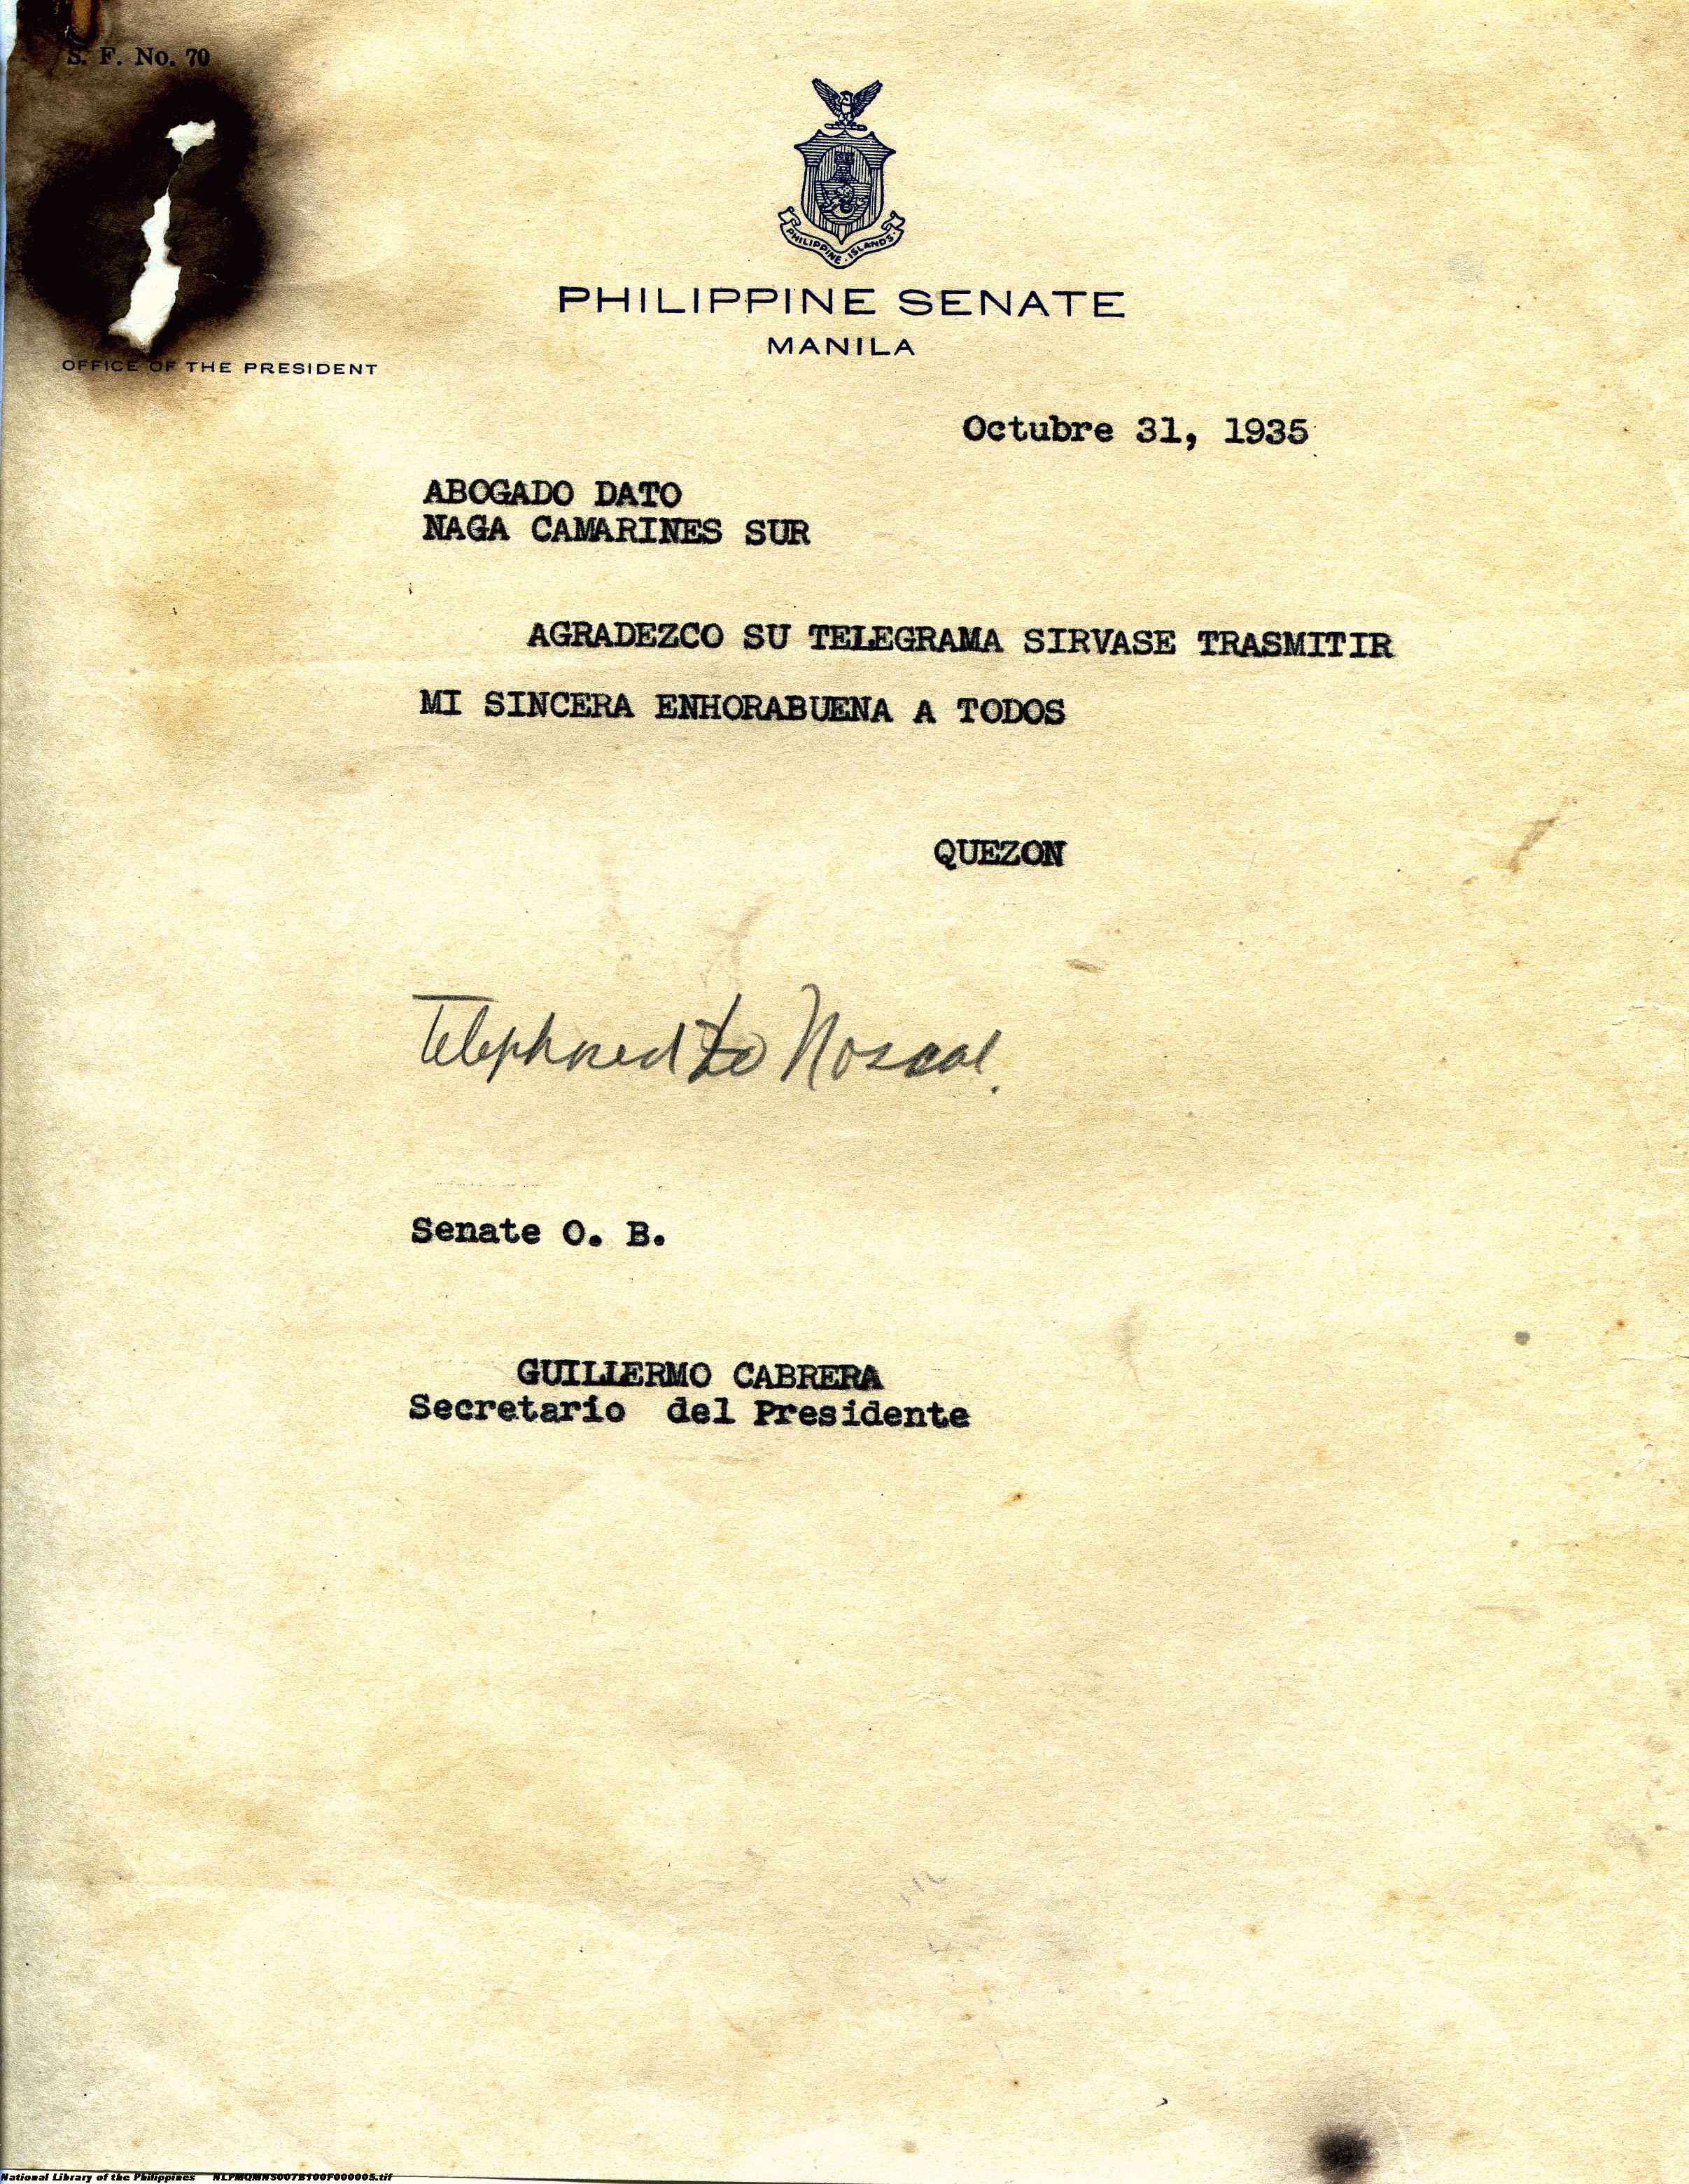 S. F. No. 70
PHILIPPINE ISLANDS
PHILIPPINE SENATE
MANILA
OFFICE OF THE PRESIDENT
Octubre 31, 1935
ABOGADO DATO
NAGA CAMARINES SUR
AGRADEZCO SU TELEGRAMA SIRVASE TRASMITIR
MI SINCERA ENHORABUENA A TODOS
QUEZON
Telephoned to
Senate O. B.
GUILLERMO CABRERA
Secretario del Presidente
National Library of the Philippines NLPMQMNS007B100F000005.tif